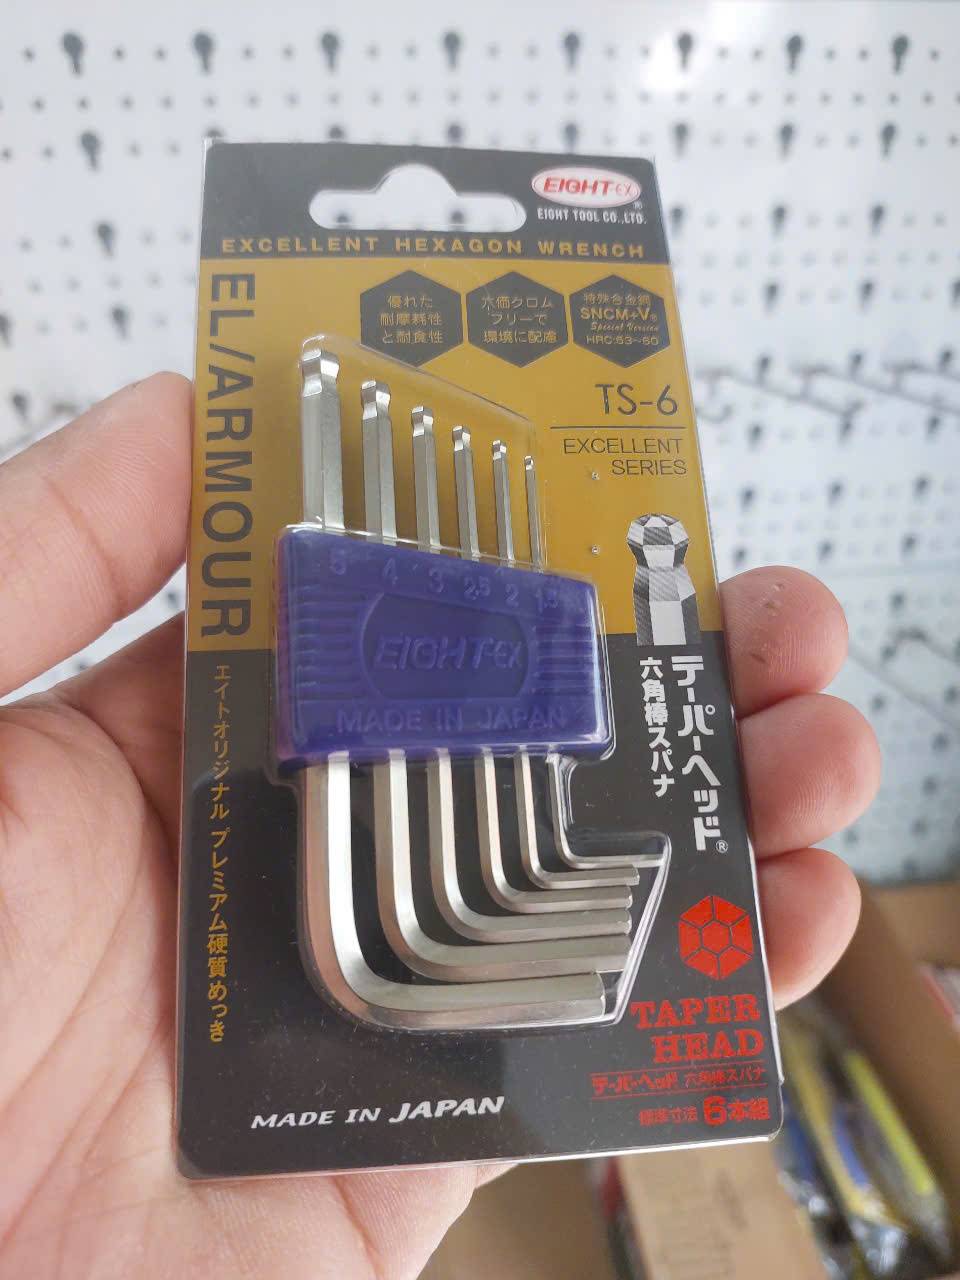 EIGHT-EX®
EIGHT TOOL CO.,LTD.
EXCELLENT HEXAGON WRENCH
EL/ARMOUR
エイトオリジナル プレミアム硬質めっき
優れた
耐摩耗性
と耐食性
六価クロム
フリーで
環境に配慮
特殊合金鋼
SNCM+V®
Special Version
HRC:63~60
TS-6
EXCELLENT
SERIES
5 4 3 2.5 2 1.5
EIGHT-EX
MADE IN JAPAN
テーパーヘッド®
六角棒スパナ
TAPER
HEAD
テーパーヘッド 六角棒スパナ
標準寸法 6本組
MADE IN JAPAN